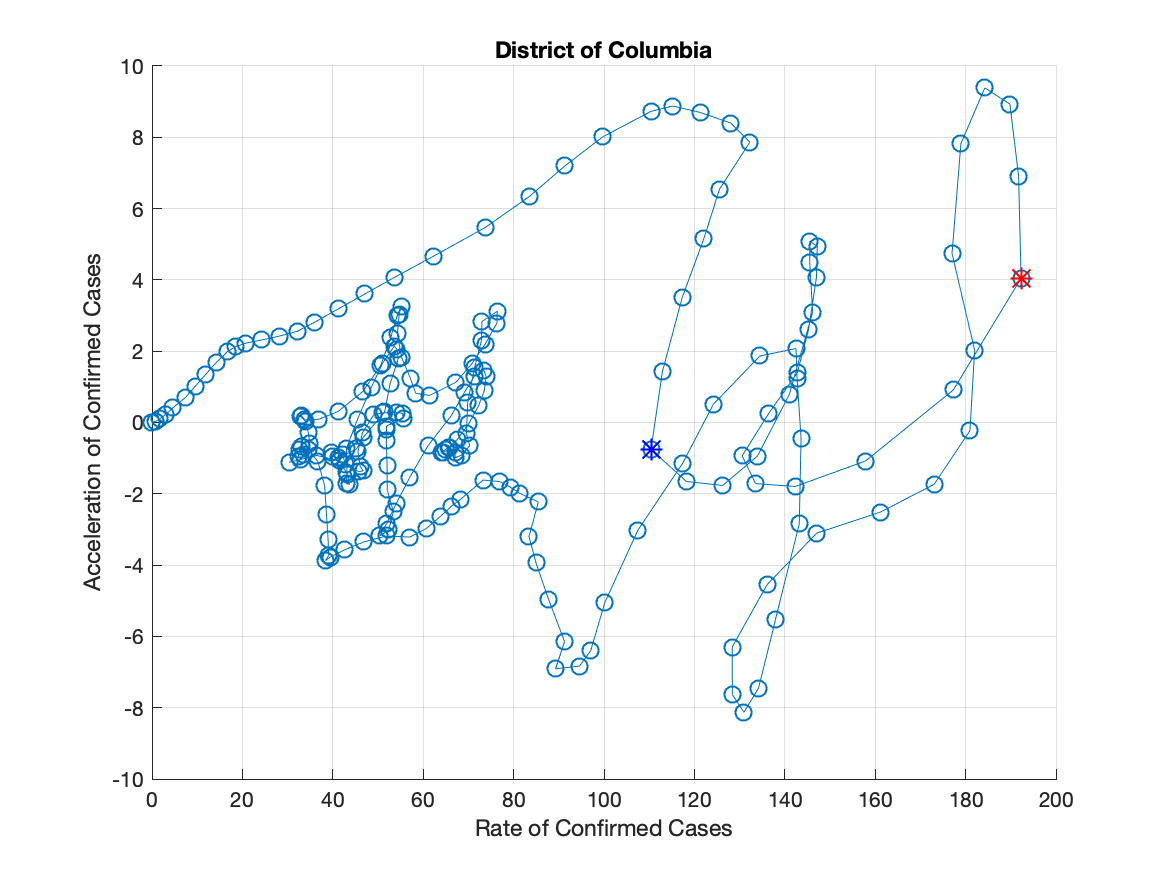 District of Columbia
10
8
6
4
2
0
-2
-4
-6
-8
-10
Acceleration of Confirmed Cases
0 20 40 60 80 100 120 140 160 180 200
Rate of Confirmed Cases